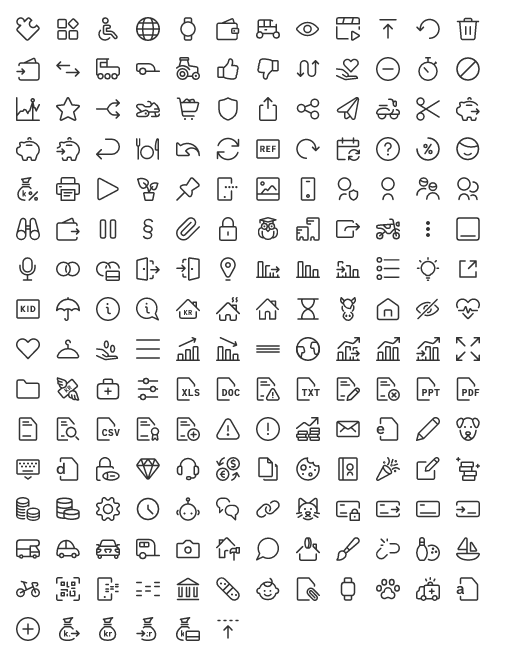 REF
%
k%
§
i
i
KID
KR
XLS
DOC
TXT
PPT
PDF
CSV
e
d
$
€
a
k
kr
:r
k